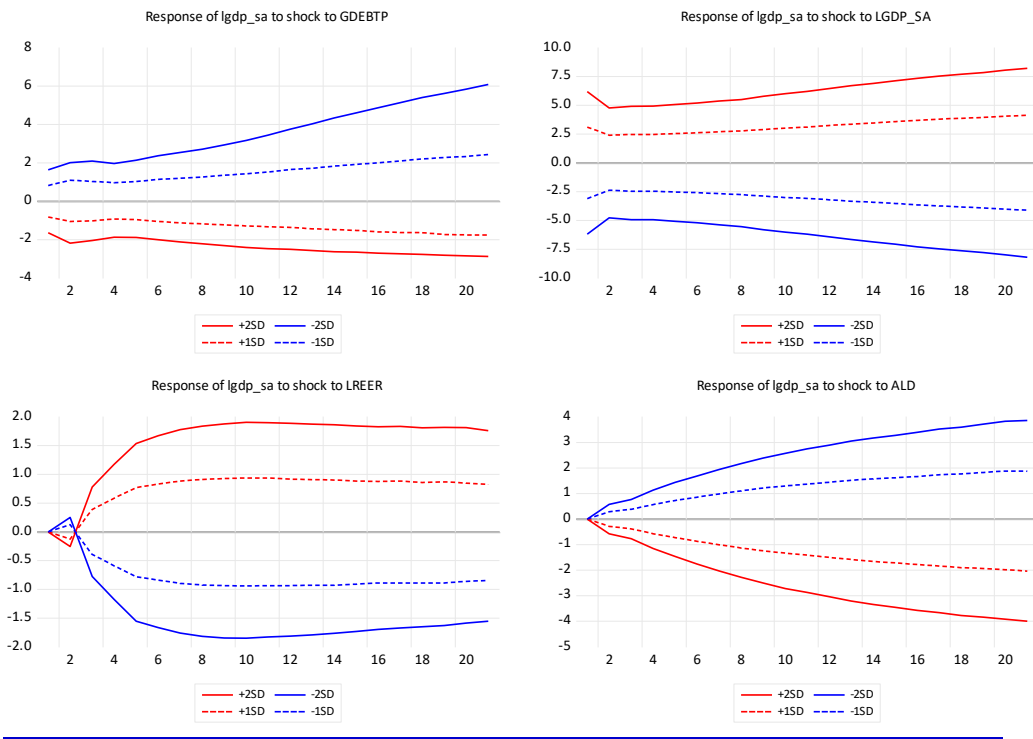 Response of lgdp_sa to shock to GDEBTP
8
6
4
2
0
-2
-4
2 4 6 8 10 12 14 16 18 20
+2SD -2SD
+1SD -1SD
Response of lgdp_sa to shock to LGDP_SA
10.0
7.5
5.0
2.5
0.0
-2.5
-5.0
-7.5
-10.0
2 4 6 8 10 12 14 16 18 20
+2SD -2SD
+1SD -1SD
Response of lgdp_sa to shock to LREER
2.0
1.5
1.0
0.5
0.0
-0.5
-1.0
-1.5
-2.0
2 4 6 8 10 12 14 16 18 20
+2SD -2SD
+1SD -1SD
Response of lgdp_sa to shock to ALD
4
3
2
1
0
-1
-2
-3
-4
-5
2 4 6 8 10 12 14 16 18 20
+2SD -2SD
+1SD -1SD